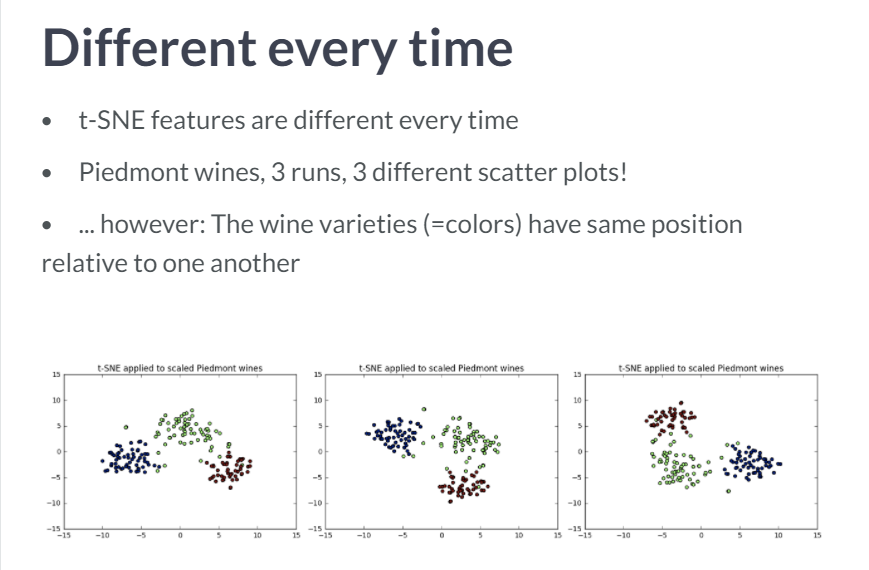 Different every time
• t-SNE features are different every time
• Piedmont wines, 3 runs, 3 different scatter plots!
• ... however: The wine varieties (=colors) have same position
relative to one another
t-SNE applied to scaled Piedmont wines
15
10
5
0
−5
−10
−15
−15 −10 −5 0 5 10 15
t-SNE applied to scaled Piedmont wines
15
10
5
0
−5
−10
−15
−15 −10 −5 0 5 10 15
t-SNE applied to scaled Piedmont wines
15
10
5
0
−5
−10
−15
−15 −10 −5 0 5 10 15